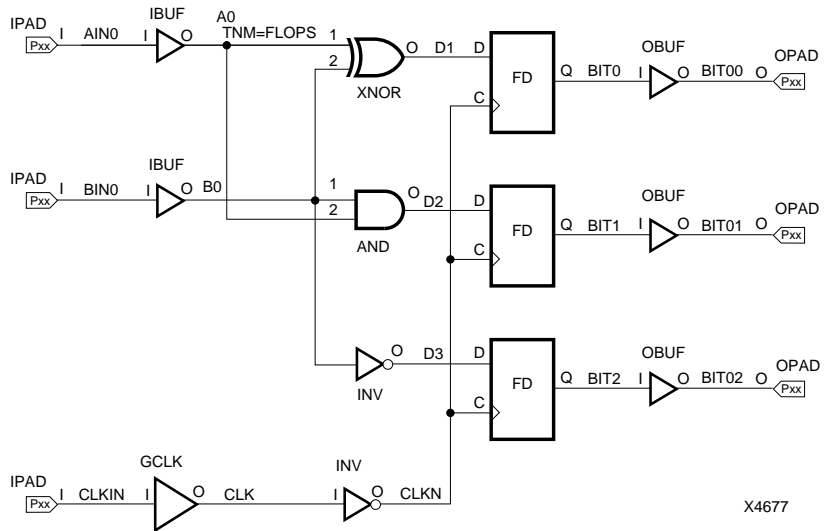 IPAD I AIN0 I IBUF O A0
TNM=FLOPS
Pxx
1
2
XNOR
O D1 D
FD
C
Q BIT0 I OBUF O BIT00 O OPAD
Pxx
IPAD I BIN0 I IBUF O B0
Pxx
1
2
AND
O D2 D
FD
C
Q BIT1 I OBUF O BIT01 O OPAD
Pxx
INV
O D3 D
FD
C
Q BIT2 I OBUF O BIT02 O OPAD
Pxx
IPAD I CLKIN I GCLK O CLK I INV O CLKN
Pxx
X4677